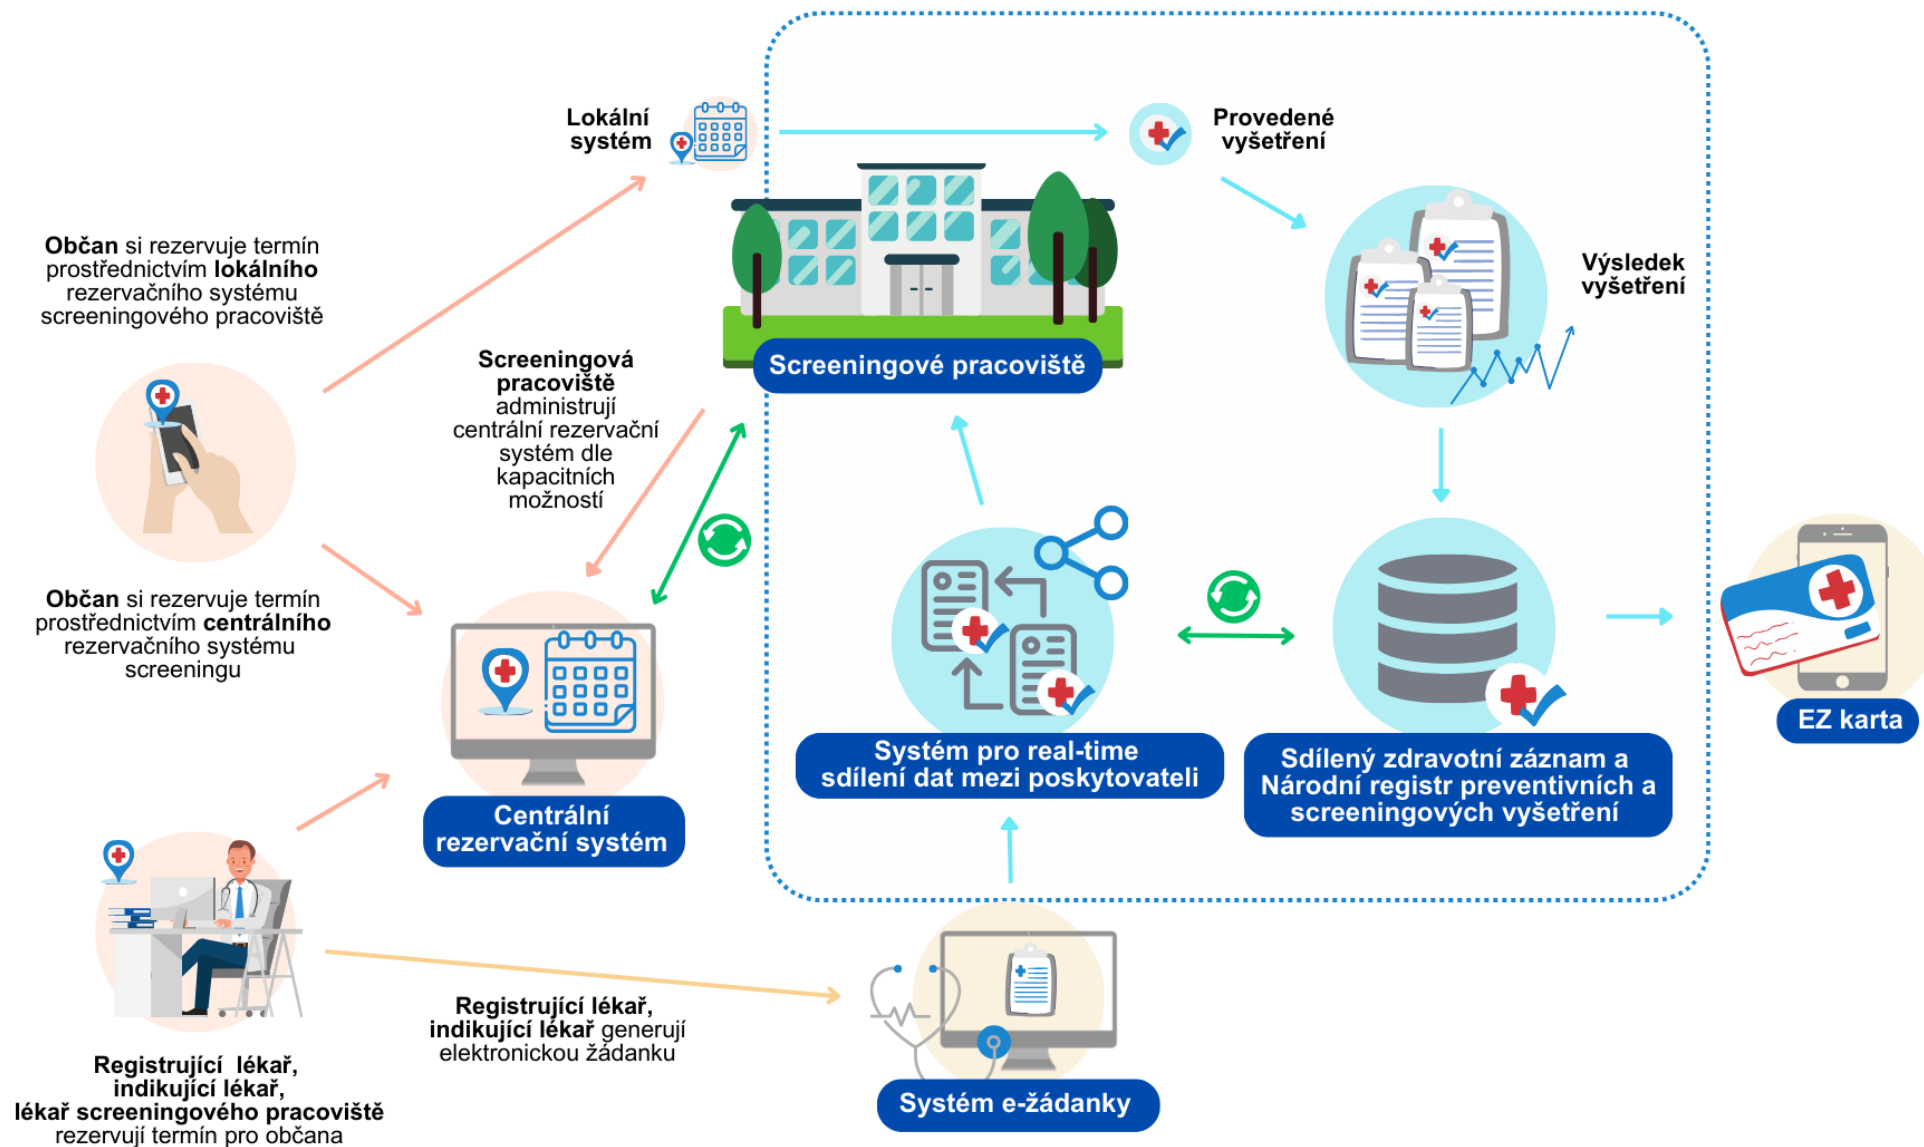 Lokální
systém
Provedené
vyšetření
Občan si rezervuje termín
prostřednictvím lokálního
rezervačního systému
screeningového pracoviště
Výsledek
vyšetření
Screeningové pracoviště
Screeningová
pracoviště
administrují
centrální rezervační
systém dle
kapacitních
možností
Občan si rezervuje termín
prostřednictvím centrálního
rezervačního systému
screeningu
EZ karta
Systém pro real-time
sdílení dat mezi poskytovateli
Sdílený zdravotní záznam a
Národní registr preventivních a
screeningových vyšetření
Centrální
rezervační systém
Registrující lékař,
indikující lékař generují
elektronickou žádanku
Registrující lékař,
indikující lékař,
lékař screeningového pracoviště
rezervují termín pro občana
Systém e-žádanky